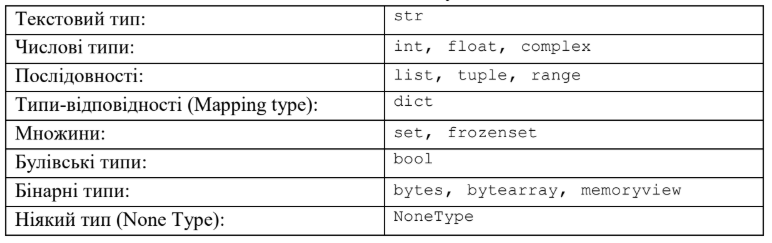 Текстовий тип: str
Числові типи: int, float, complex
Послідовності: list, tuple, range
Типи-відповідності (Mapping type): dict
Множини: set, frozenset
Булівські типи: bool
Бінарні типи: bytes, bytearray, memoryview
Ніякий тип (None Type): NoneType